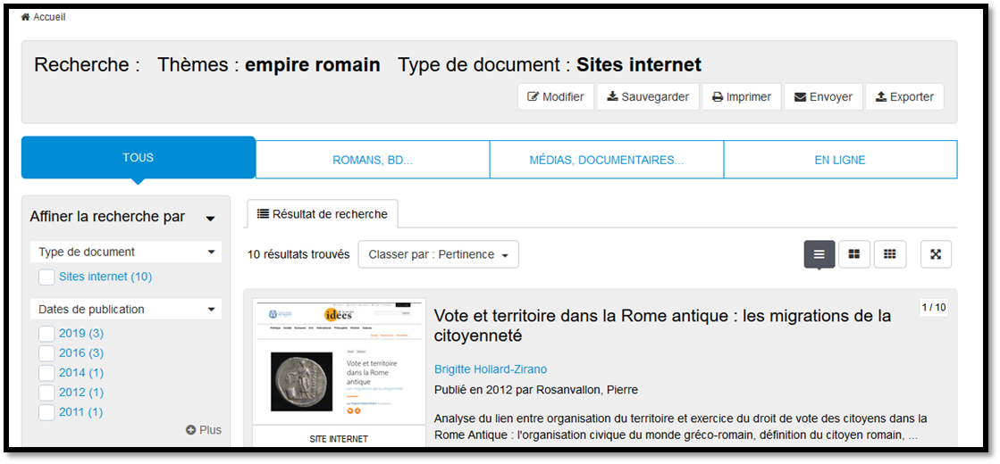 Accueil
Recherche : Thèmes : empire romain Type de document : Sites internet
Modifier Sauvegarder Imprimer Envoyer Exporter
TOUS ROMANS, BD... MÉDIAS, DOCUMENTAIRES... EN LIGNE
Affiner la recherche par
Type de document
Sites internet (10)
Dates de publication
2019 (3)
2016 (3)
2014 (1)
2012 (1)
2011 (1)
Plus
Résultat de recherche
10 résultats trouvés Classer par : Pertinence
idées
Vote et territoire
dans la Rome
antique
Les migrations de la citoyenneté
SITE INTERNET
Vote et territoire dans la Rome antique : les migrations de la
citoyenneté
1 / 10
Brigitte Hollard-Zirano
Publié en 2012 par Rosanvallon, Pierre
Analyse du lien entre organisation du territoire et exercice du droit de vote des citoyens dans la
Rome Antique : l'organisation civique du monde gréco-romain, définition du citoyen romain, ...